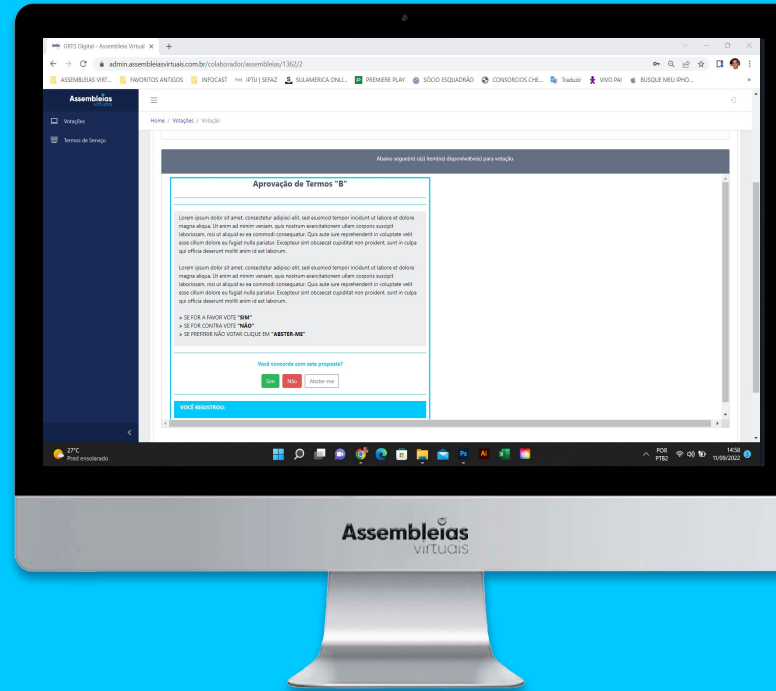 GRTS Digital - Assembleia Virtual
admin.assembleiasvirtuais.com.br/colaborador/assembleias/1362/2
ASSEMBLEIAS VIRT...
FAVORITOS ANTIGOS
INFOCAST
IPTU | SEFAZ
SULAMERICA ONLI...
PREMIERE PLAY
SÓCIO ESQUADRÃO
CONSORCIOS CHE...
Traduzir
VIVO PAI
BUSQUE MEU IPHO...
Assembleias
virtuais
Votações
Termos de Serviço
Home / Votações / Votação
Abaixo segue(m) o(s) item(ns) disponível(veis) para votação.
Aprovação de Termos "B"
Lorem ipsum dolor sit amet, consectetur adipisci elit, sed eiusmod tempor incidunt ut labore et dolore
magna aliqua. Ut enim ad minim veniam, quis nostrum exercitationem ullam corporis suscipit
laboriosam, nisi ut aliquid ex ea commodi consequatur. Quis aute iure reprehenderit in voluptate velit
esse cillum dolore eu fugiat nulla pariatur. Excepteur sint obcaecat cupiditat non proident, sunt in culpa
qui officia deserunt mollit anim id est laborum.
Lorem ipsum dolor sit amet, consectetur adipisci elit, sed eiusmod tempor incidunt ut labore et dolore
magna aliqua. Ut enim ad minim veniam, quis nostrum exercitationem ullam corporis suscipit
laboriosam, nisi ut aliquid ex ea commodi consequatur. Quis aute iure reprehenderit in voluptate velit
esse cillum dolore eu fugiat nulla pariatur. Excepteur sint obcaecat cupiditat non proident, sunt in culpa
qui officia deserunt mollit anim id est laborum.
> SE FOR A FAVOR VOTE "SIM"
> SE FOR CONTRA VOTE "NÃO"
> SE PREFERIR NÃO VOTAR CLIQUE EM "ABSTER-ME"
Você concorda com esta proposta?
Sim Não Abster-me
VOCÊ REGISTROU:
27°C
Pred ensolarado
Ps
Ai
POR
PTB2
14:58
11/09/2022
3
Assembleias
virtuais